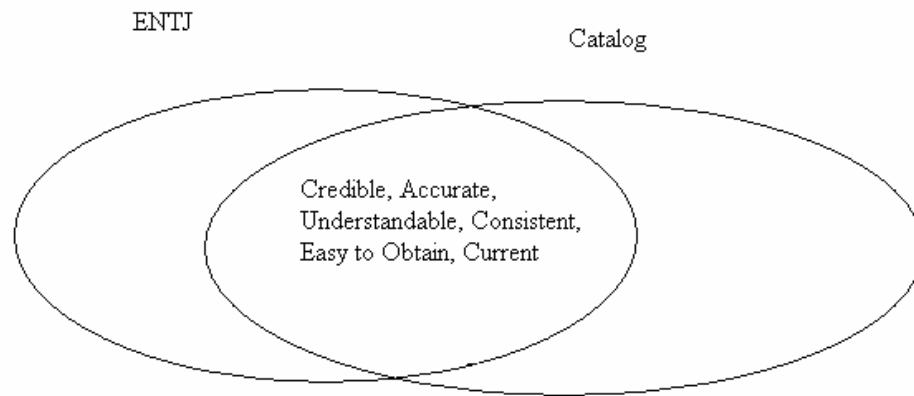 ENTJ
Catalog
Credible, Accurate,
Understandable, Consistent,
Easy to Obtain, Current